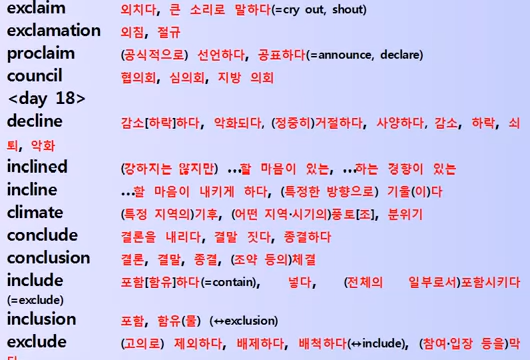 exclaim 외치다, 큰 소리로 말하다(=cry out, shout)
exclamation 외침, 절규
proclaim (공식적으로) 선언하다, 공표하다(=announce, declare)
council 협의회, 심의회, 지방 의회
<day 18>
decline 감소[하락]하다, 악화되다, (정중히)거절하다, 사양하다, 감소, 하락, 쇠
퇴, 악화
inclined (강하지는 않지만) …할 마음이 있는, …하는 경향이 있는
incline …할 마음이 내키게 하다, (특정한 방향으로) 기울(이)다
climate (특정 지역의)기후, (어떤 지역·시기의)풍토[조], 분위기
conclude 결론을 내리다, 결말 짓다, 종결하다
conclusion 결론, 결말, 종결, (조약 등의)체결
include 포함[함유]하다(=contain), 넣다, (전체의 일부로서)포함시키다
(=exclude)
inclusion 포함, 함유(물) (↔exclusion)
exclude (고의로) 제외하다, 배제하다, 배척하다(↔include), (참여·입장 등을)막